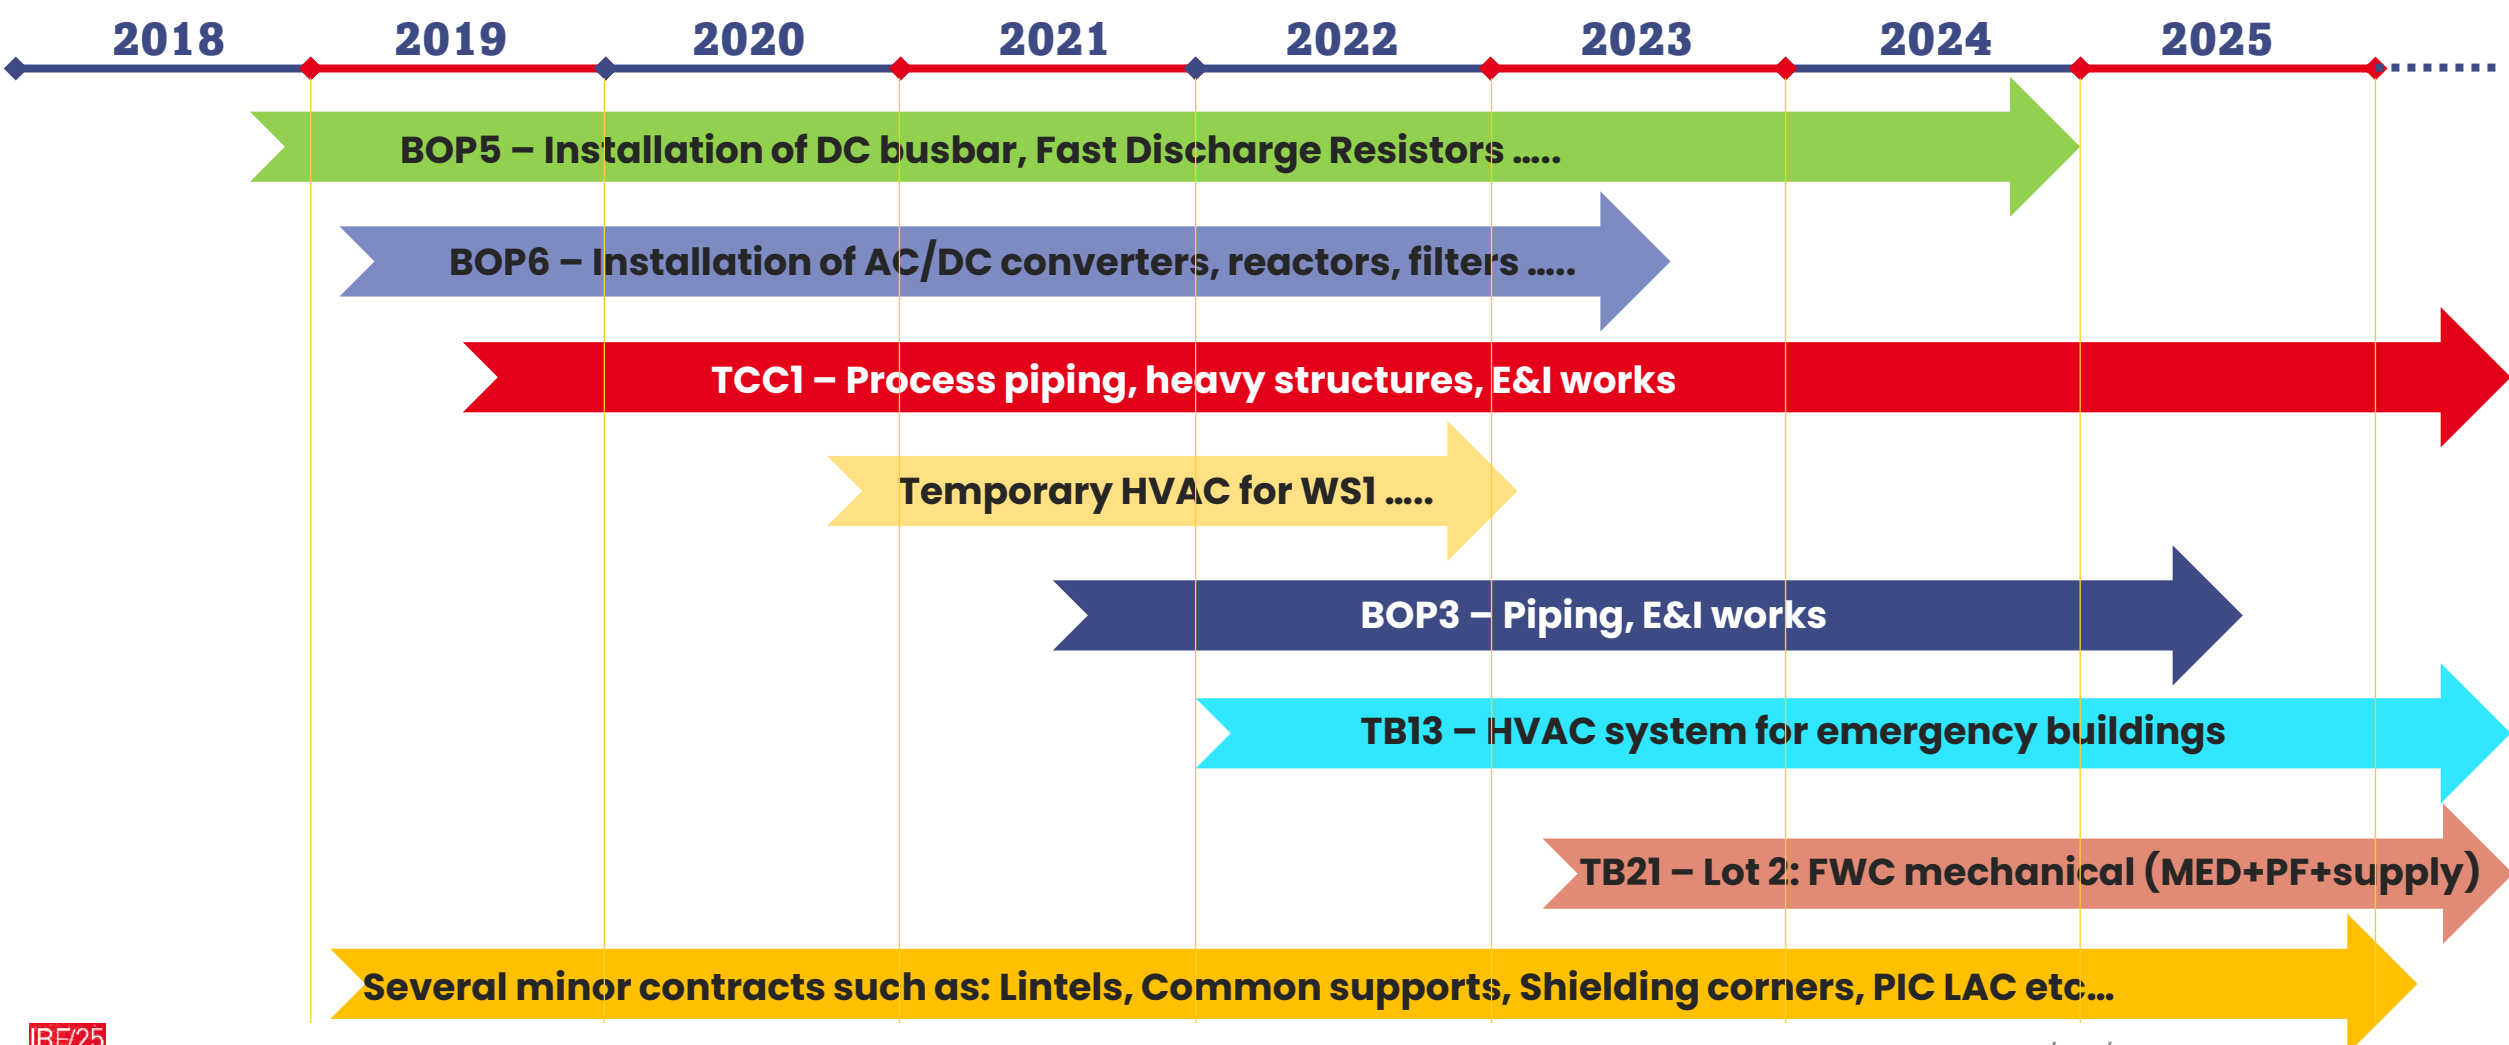 2018 2019 2020 2021 2022 2023 2024 2025
BOP5 – Installation of DC busbar, Fast Discharge Resistors .....
BOP6 – Installation of AC/DC converters, reactors, filters .....
TCC1 – Process piping, heavy structures, E&I works
Temporary HVAC for WS1 .....
BOP3 – Piping, E&I works
TB13 – HVAC system for emergency buildings
TB21 – Lot 2: FWC mechanical (MED+PF+supply)
Several minor contracts such as: Lintels, Common supports, Shielding corners, PIC LAC etc...
IBF/25